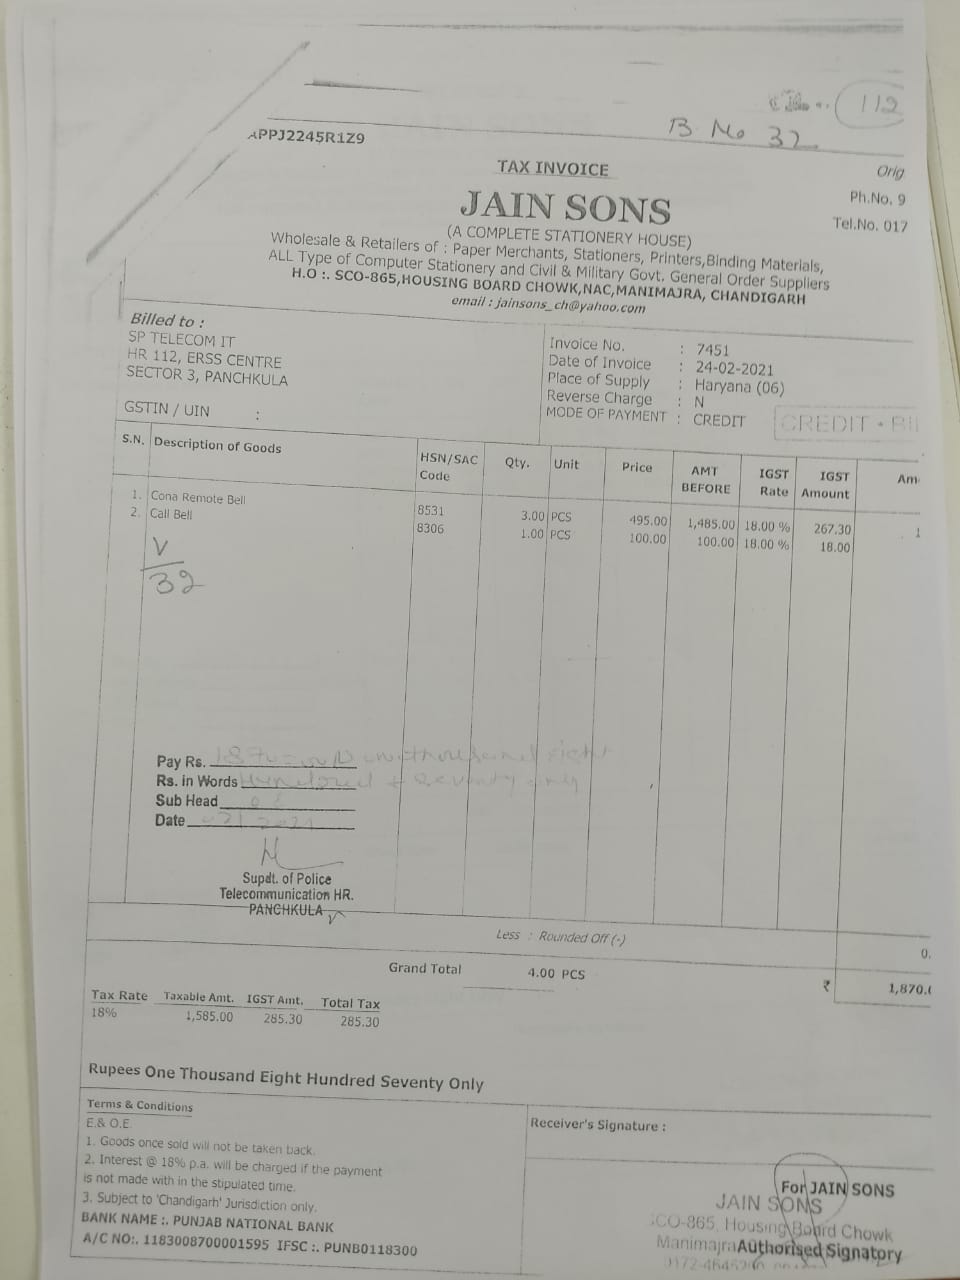 112
B No 32
APPJ2245R1Z9
TAX INVOICE
Orig
JAIN SONS
Ph.No. 9
(A COMPLETE STATIONERY HOUSE)
Tel.No. 017
Wholesale & Retailers of : Paper Merchants, Stationers, Printers,Binding Materials,
ALL Type of Computer Stationery and Civil & Military Govt. General Order Suppliers
H.O :. SCO-865,HOUSING BOARD CHOWK,NAC,MANIMAJRA, CHANDIGARH
email : jainsons_ch@yahoo.com
Billed to :
SP TELECOM IT
HR 112, ERSS CENTRE
SECTOR 3, PANCHKULA
GSTIN / UIN :
Invoice No. : 7451
Date of Invoice : 24-02-2021
Place of Supply : Haryana (06)
Reverse Charge : N
MODE OF PAYMENT : CREDIT
CREDIT - BI
S.N. Description of Goods HSN/SAC Code Qty. Unit Price AMT BEFORE IGST Rate IGST Amount Am
1. Cona Remote Bell 8531 3.00 PCS 495.00 1,485.00 18.00 % 267.30 1
2. Call Bell 8306 1.00 PCS 100.00 100.00 18.00 % 18.00
V
32
Pay Rs.
Rs. in Words
Sub Head
Date
Supdt. of Police
Telecommunication HR.
PANCHKULA
Less : Rounded Off (-) 0.
Grand Total 4.00 PCS ₹ 1,870.
Tax Rate Taxable Amt. IGST Amt. Total Tax
18% 1,585.00 285.30 285.30
Rupees One Thousand Eight Hundred Seventy Only
Terms & Conditions
E.& O.E.
1. Goods once sold will not be taken back.
2. Interest @ 18% p.a. will be charged if the payment
is not made with in the stipulated time.
3. Subject to 'Chandigarh' Jurisdiction only.
BANK NAME :. PUNJAB NATIONAL BANK
A/C NO:. 1183008700001595 IFSC :. PUNB0118300
Receiver's Signature :
For JAIN SONS
JAIN SONS
SCO-865, Housing Board Chowk
Manimajra
Authorised Signatory